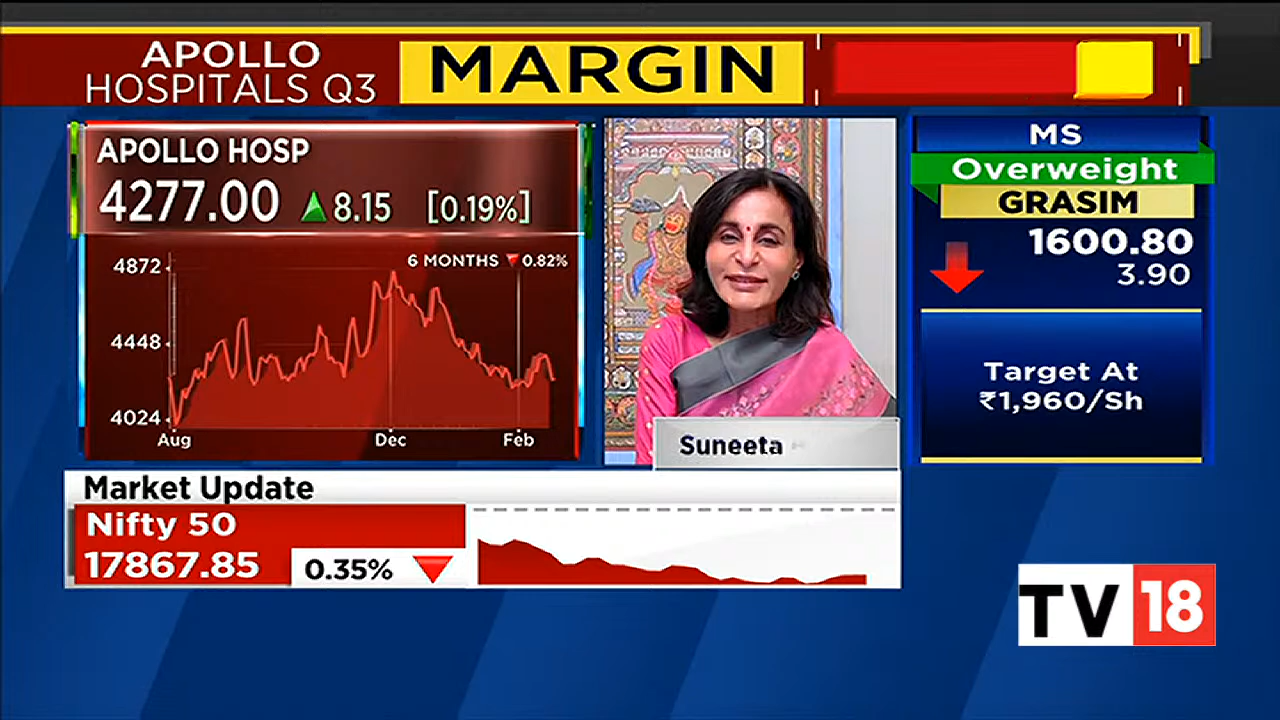 APOLLO
HOSPITALS Q3
MARGIN
APOLLO HOSP
4277.00 8.15 [0.19%]
6 MONTHS 0.82%
4872
4448
4024
Aug Dec Feb
Suneeta
MS
Overweight
GRASIM
1600.80
3.90
Target At
₹1,960/Sh
Market Update
Nifty 50
17867.85 0.35%
TV18